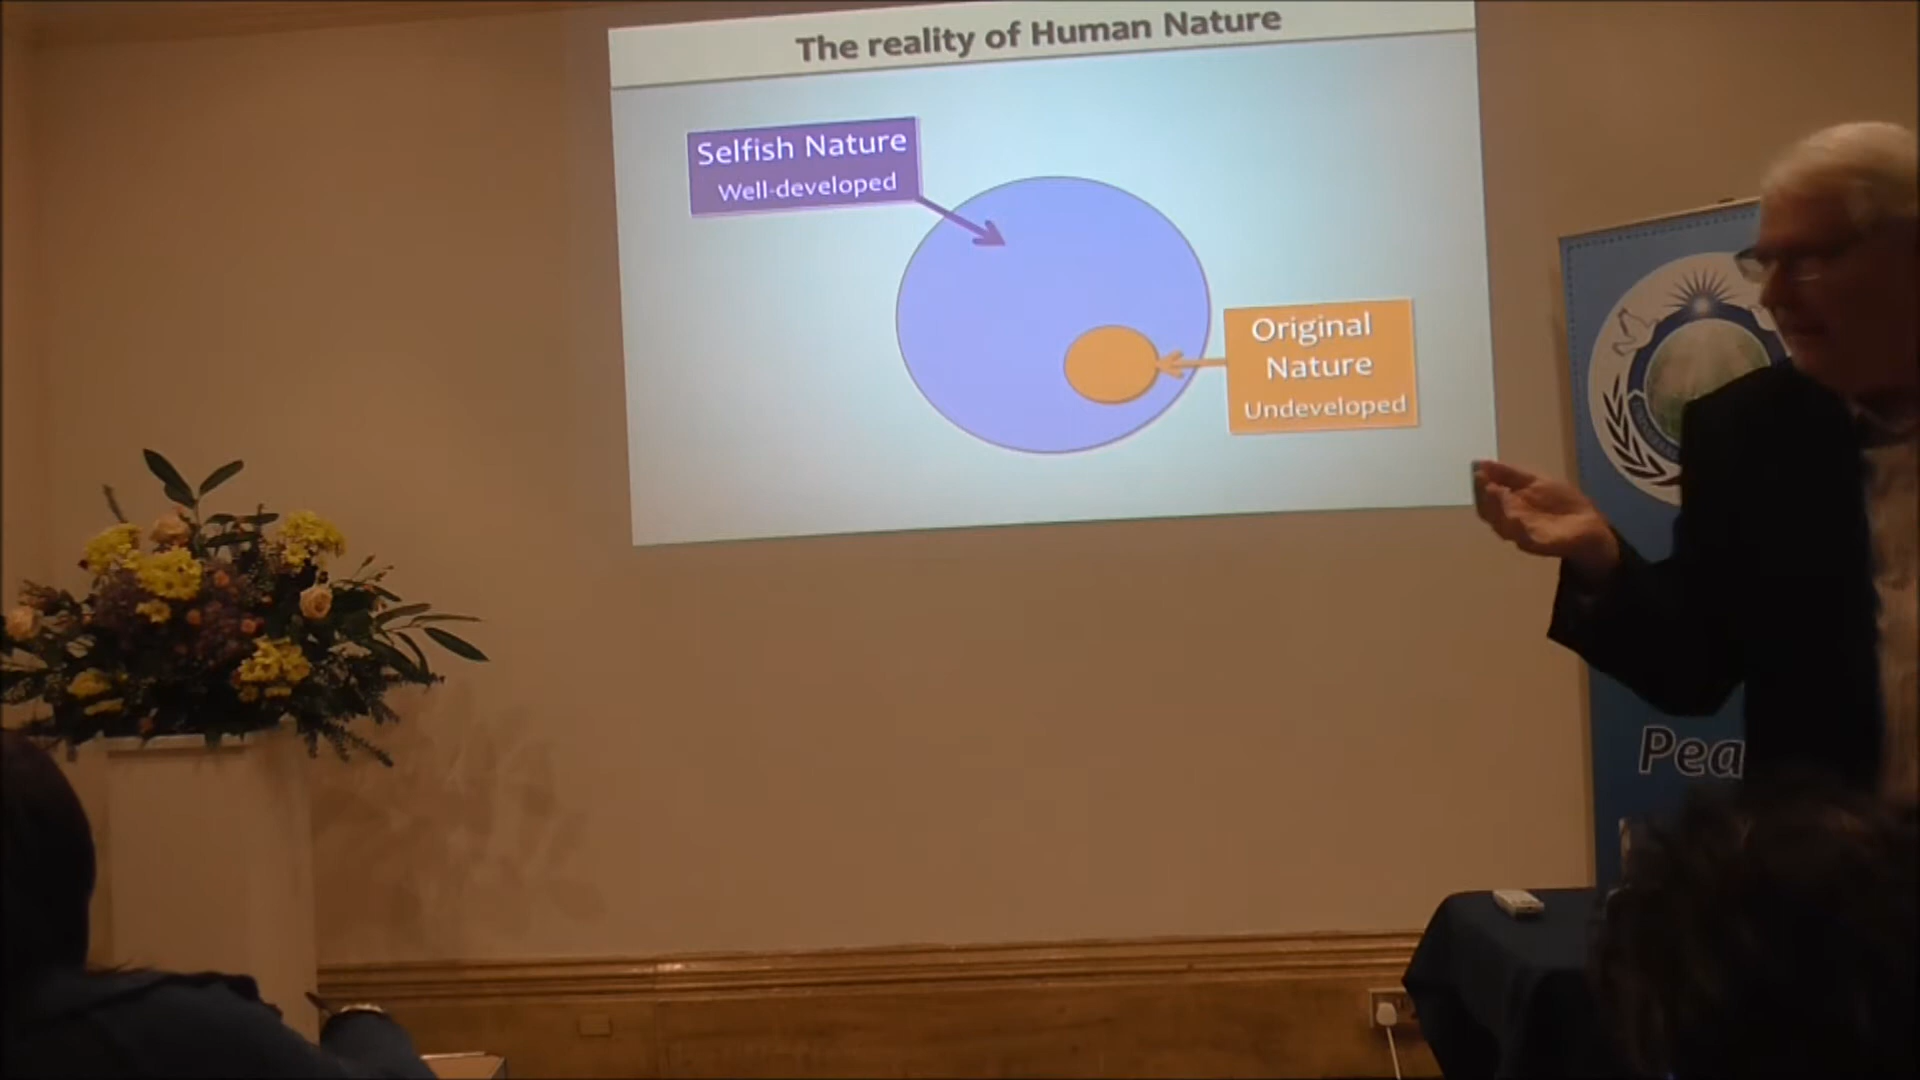 The reality of Human Nature
Selfish Nature
Well-developed
Original
Nature
Undeveloped
Pea